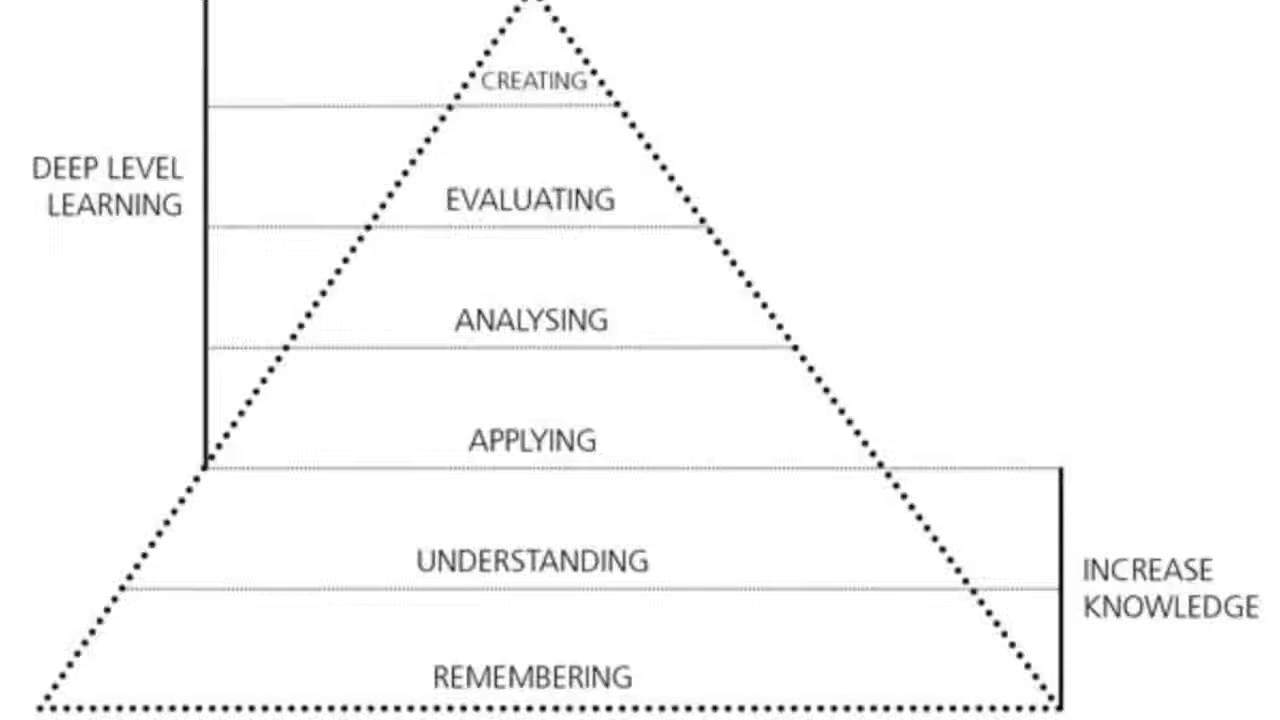 CREATING
DEEP LEVEL
LEARNING
EVALUATING
ANALYSING
APPLYING
UNDERSTANDING
INCREASE
KNOWLEDGE
REMEMBERING